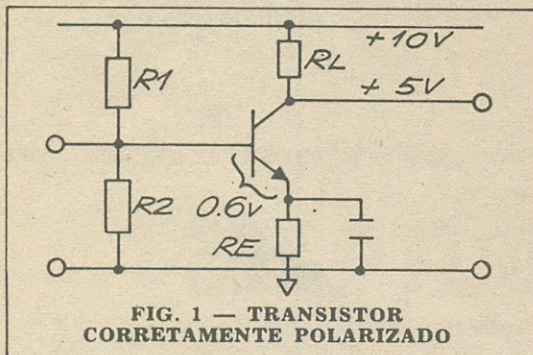 +10V
R1
RL
+ 5V
R2
0.6v
RE
FIG. 1 — TRANSISTOR
CORRETAMENTE POLARIZADO